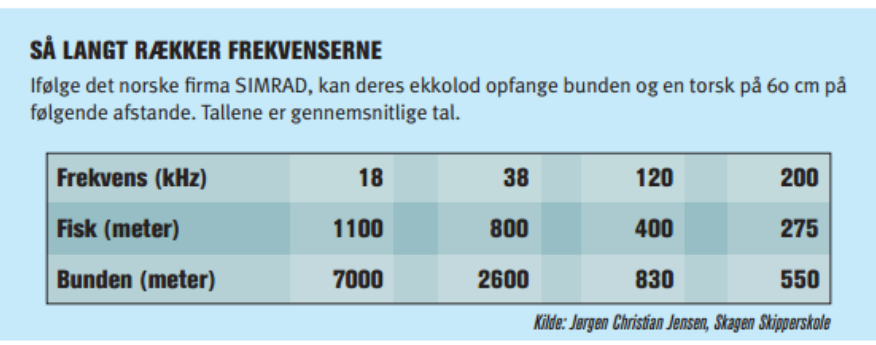 SÅ LANGT RÆKKER FREKVENSERNE
Ifølge det norske firma SIMRAD, kan deres ekkolod opfange bunden og en torsk på 60 cm på
følgende afstande. Tallene er gennemsnitlige tal.
Frekvens (kHz) 18 38 120 200
Fisk (meter) 1100 800 400 275
Bunden (meter) 7000 2600 830 550
Kilde: Jørgen Christian Jensen, Skagen Skipperskole